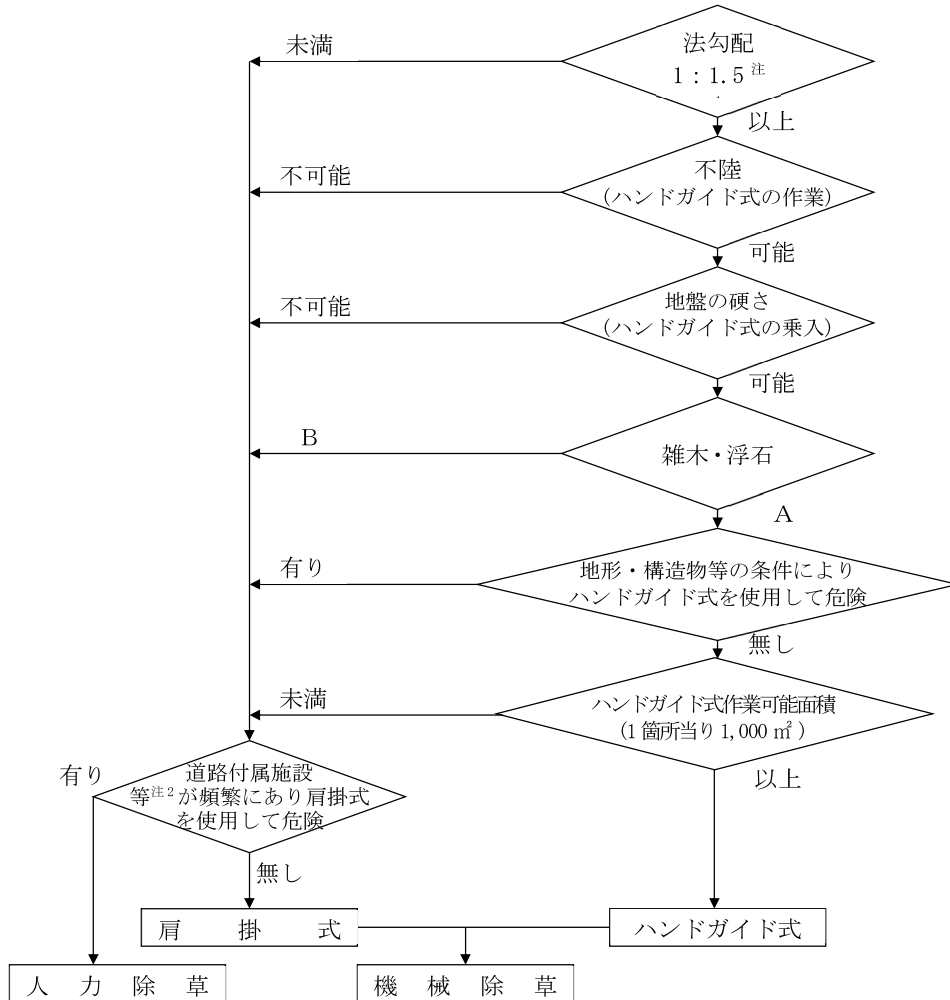 未満
法勾配
1：1.5 注
以上
不可能
不陸
（ハンドガイド式の作業）
可能
不可能
地盤の硬さ
（ハンドガイド式の乗入）
可能
B
雑木・浮石
A
有り
地形・構造物等の条件により
ハンドガイド式を使用して危険
無し
未満
ハンドガイド式作業可能面積
（1箇所当り 1,000 ㎡）
以上
有り
道路付属施設
等注2が頻繁にあり肩掛式
を使用して危険
無し
肩 掛 式
ハンドガイド式
人 力 除 草
機 械 除 草